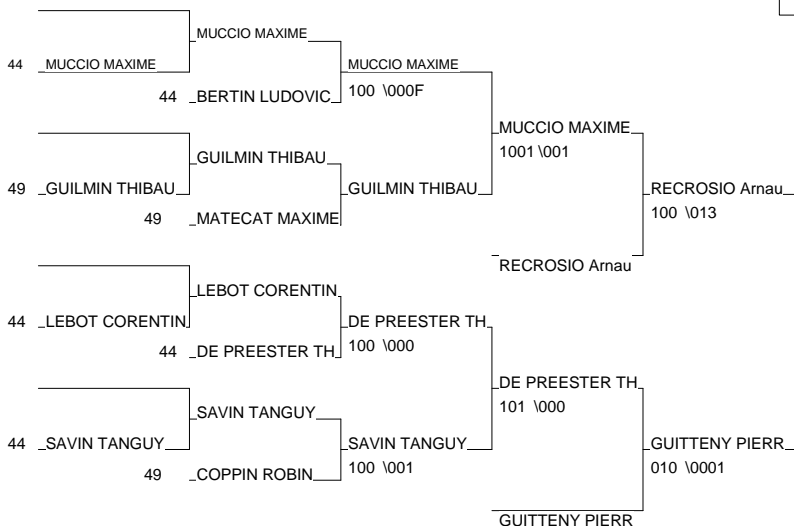 MUCCIO MAXIME
44 MUCCIO MAXIME MUCCIO MAXIME
44 BERTIN LUDOVIC 100 \000F
MUCCIO MAXIME
1001 \001
GUILMIN THIBAU
49 GUILMIN THIBAU GUILMIN THIBAU RECROSIO Arnau
49 MATECAT MAXIME 100 \013
RECROSIO Arnau
LEBOT CORENTIN
44 LEBOT CORENTIN DE PREESTER TH
44 DE PREESTER TH 100 \000
DE PREESTER TH
101 \000
SAVIN TANGUY
44 SAVIN TANGUY SAVIN TANGUY GUITTENY PIERR
49 COPPIN ROBIN 100 \001 010 \0001
GUITTENY PIERR